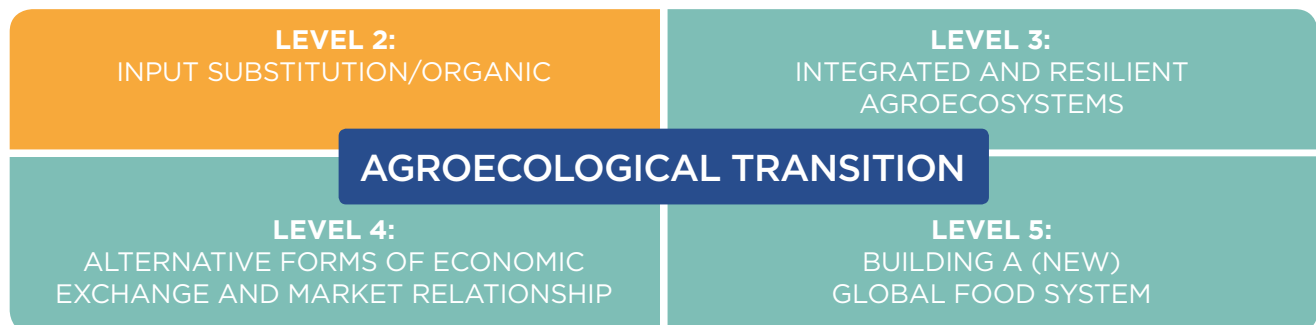 LEVEL 2:
INPUT SUBSTITUTION/ORGANIC
LEVEL 3:
INTEGRATED AND RESILIENT
AGROECOSYSTEMS
AGROECOLOGICAL TRANSITION
LEVEL 4:
ALTERNATIVE FORMS OF ECONOMIC
EXCHANGE AND MARKET RELATIONSHIP
LEVEL 5:
BUILDING A (NEW)
GLOBAL FOOD SYSTEM